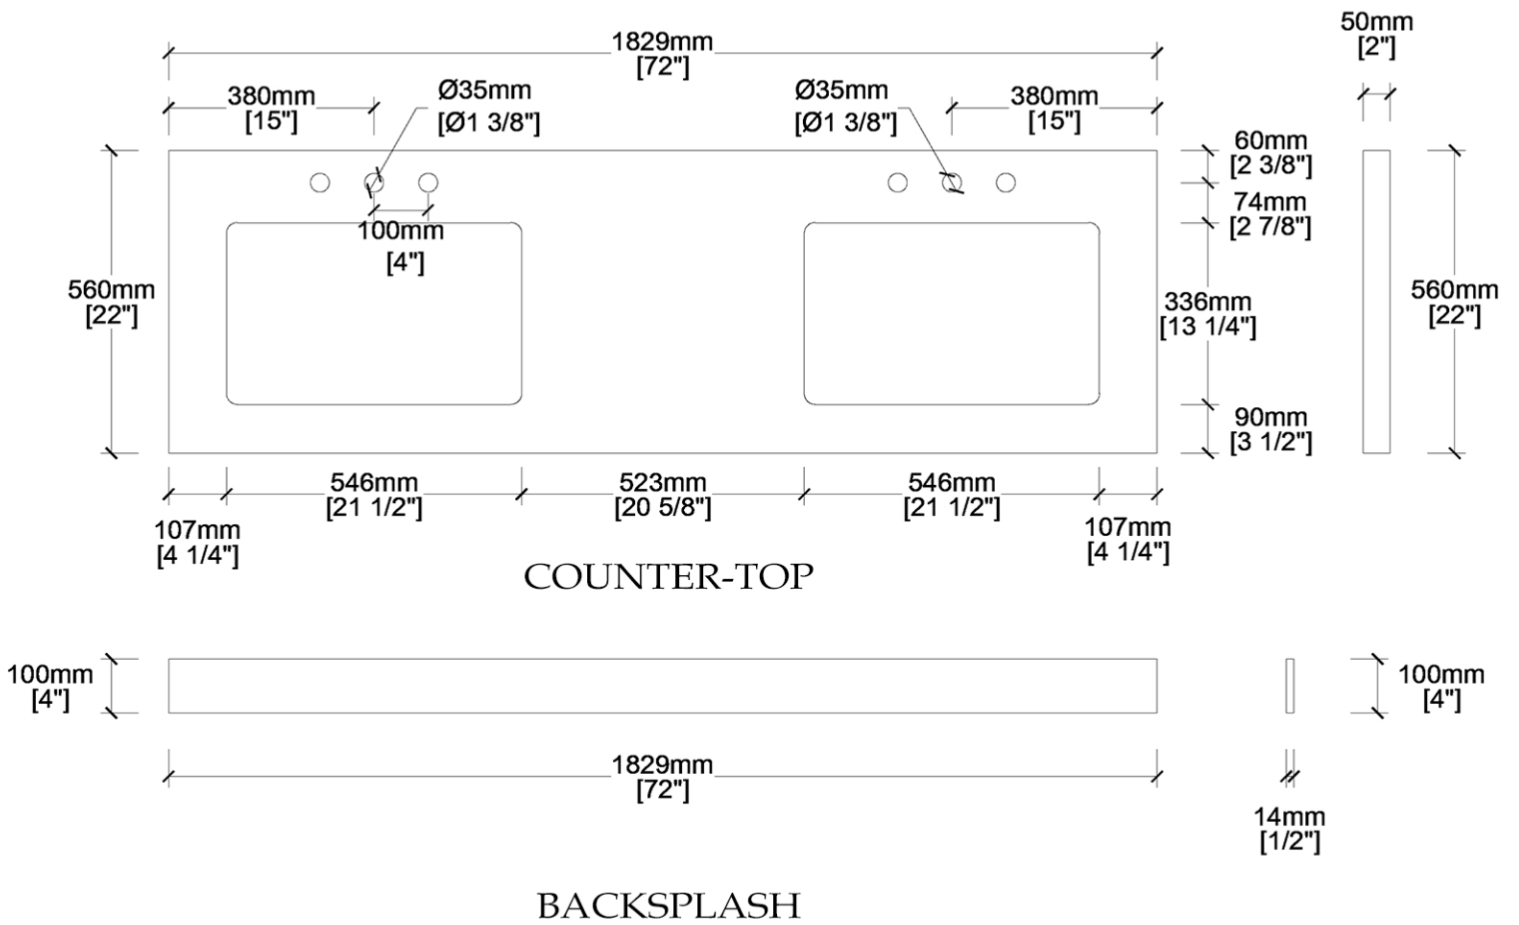 50mm
[2"]
1829mm
[72"]
380mm
[15"]
Ø35mm
[Ø1 3/8"]
Ø35mm
[Ø1 3/8"]
380mm
[15"]
60mm
[2 3/8"]
74mm
[2 7/8"]
100mm
[4"]
560mm
[22"]
336mm
[13 1/4"]
560mm
[22"]
90mm
[3 1/2"]
546mm
[21 1/2"]
523mm
[20 5/8"]
546mm
[21 1/2"]
107mm
[4 1/4"]
107mm
[4 1/4"]
COUNTER-TOP
100mm
[4"]
100mm
[4"]
1829mm
[72"]
14mm
[1/2"]
BACKSPLASH